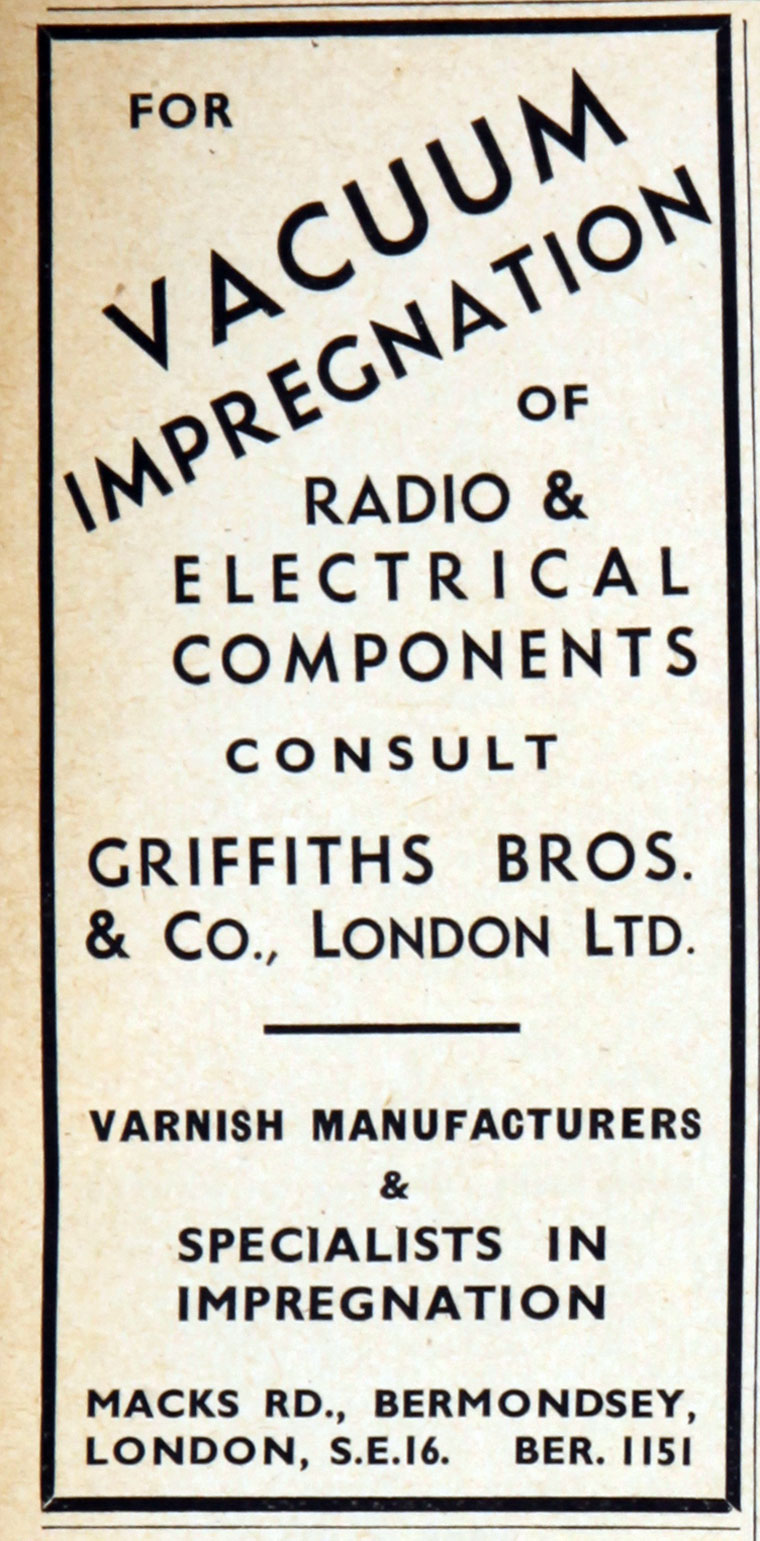 FOR
VACUUM
IMPREGNATION
OF
RADIO &
ELECTRICAL
COMPONENTS
CONSULT
GRIFFITHS BROS.
& CO., LONDON LTD.
VARNISH MANUFACTURERS
&
SPECIALISTS IN
IMPREGNATION
MACKS RD., BERMONDSEY,
LONDON, S.E.16. BER. 1151